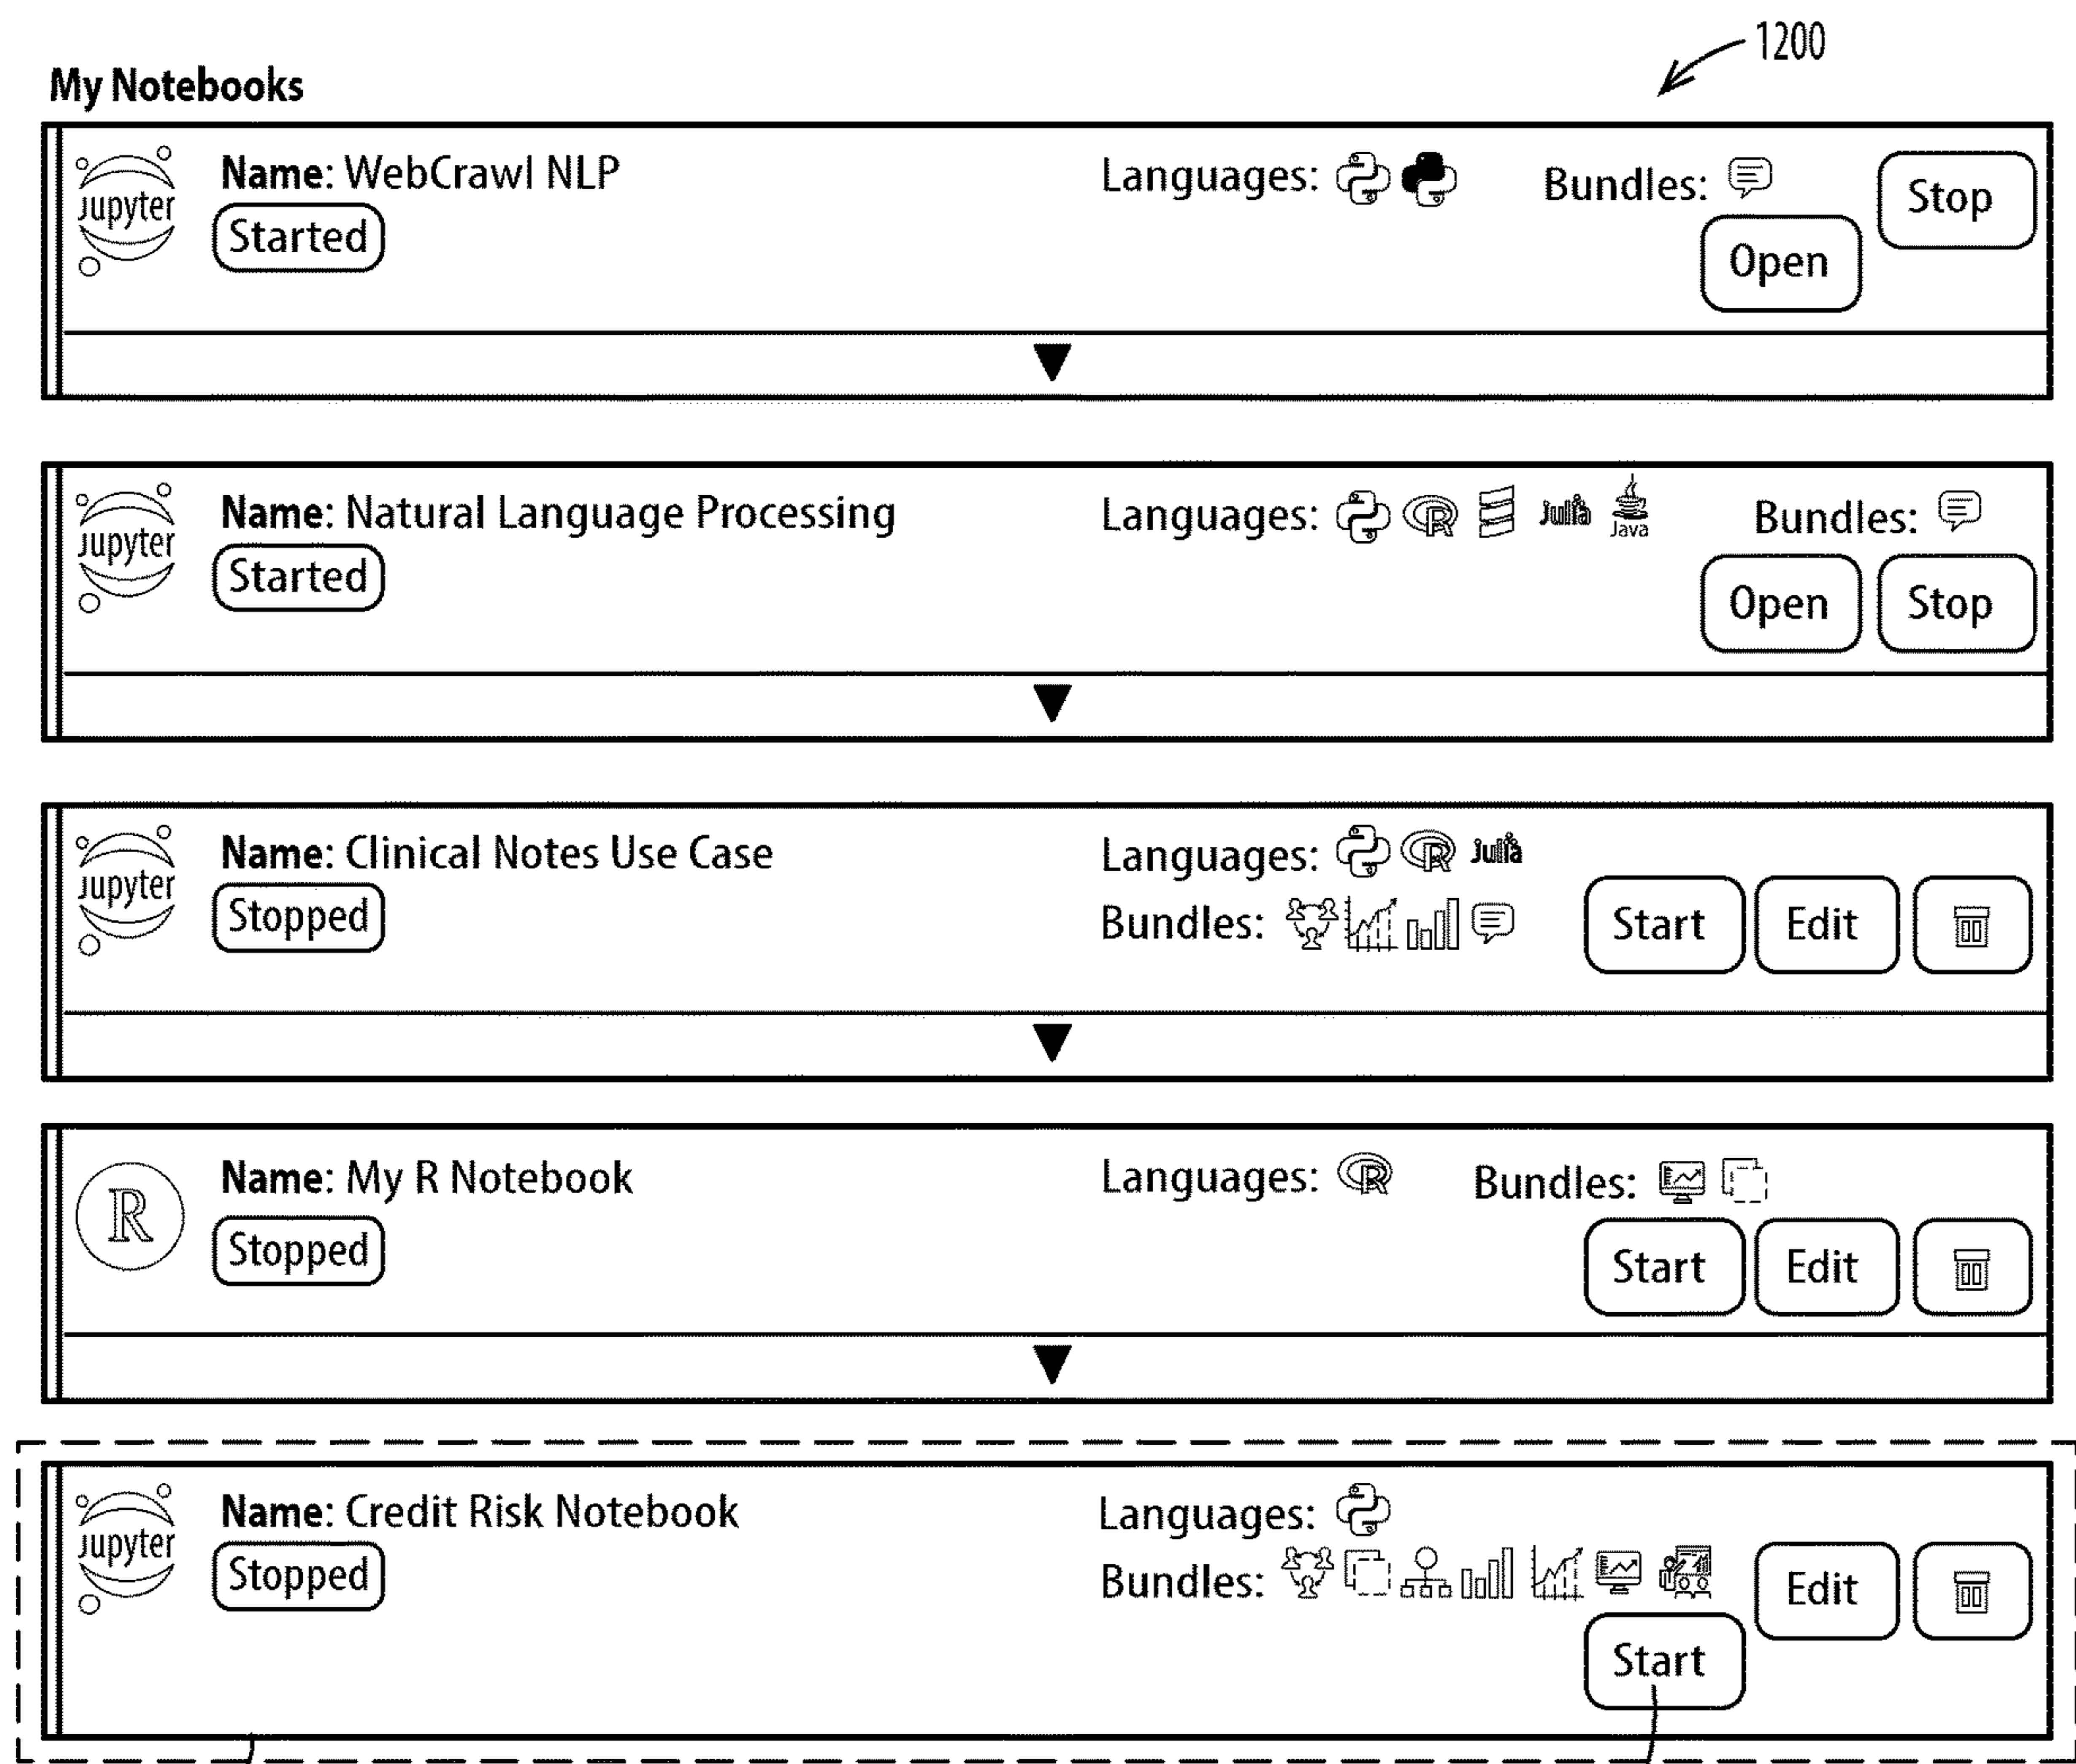 1200
My Notebooks
Jupyter
Name: WebCrawl NLP
Started
Languages:
Bundles:
Open
Stop
Jupyter
Name: Natural Language Processing
Started
Languages: R Julia Java
Bundles:
Open Stop
Jupyter
Name: Clinical Notes Use Case
Stopped
Languages: R Julia
Bundles:
Start Edit
R
Name: My R Notebook
Stopped
Languages: R
Bundles:
Start Edit
Jupyter
Name: Credit Risk Notebook
Stopped
Languages:
Bundles:
Edit
Start